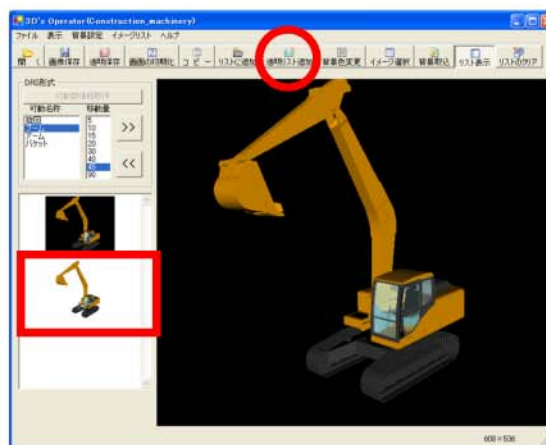 3D's Operator(Construction_machinery)
ファイル 表示 背景設定 イメージリスト ヘルプ
開く 画像保存 透明保存 画面の初期化 コピー リストに追加 透明リスト追加 背景色変更 イメージ選択 背景取込 リスト表示 リストのクリア
DRS形式
可動名称 移動量
旋回 5
ブーム 10
アーム 15
バケット 20
30
40
45
90
>>
<<
608×536